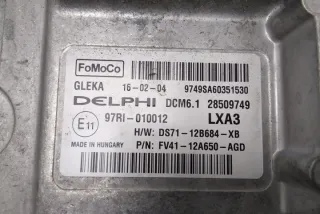 FoMoCo
GLEKA 16-02-04 9749SA60351530
DELPHI DCM6.1 28509749
E11 97RI-010012 LXA3
H/W: DS71-12B684-XB
MADE IN HUNGARY P/N: FV41-12A650-AGD